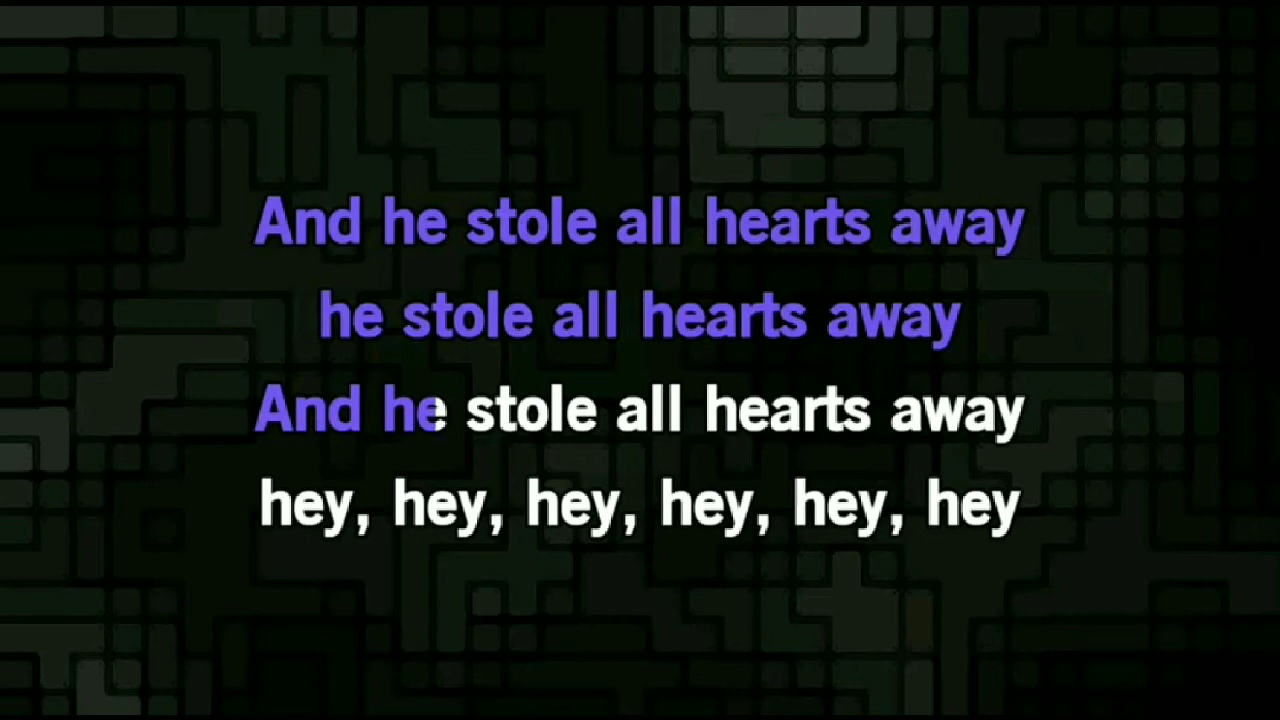 And he stole all hearts away
he stole all hearts away
And he stole all hearts away
hey, hey, hey, hey, hey, hey